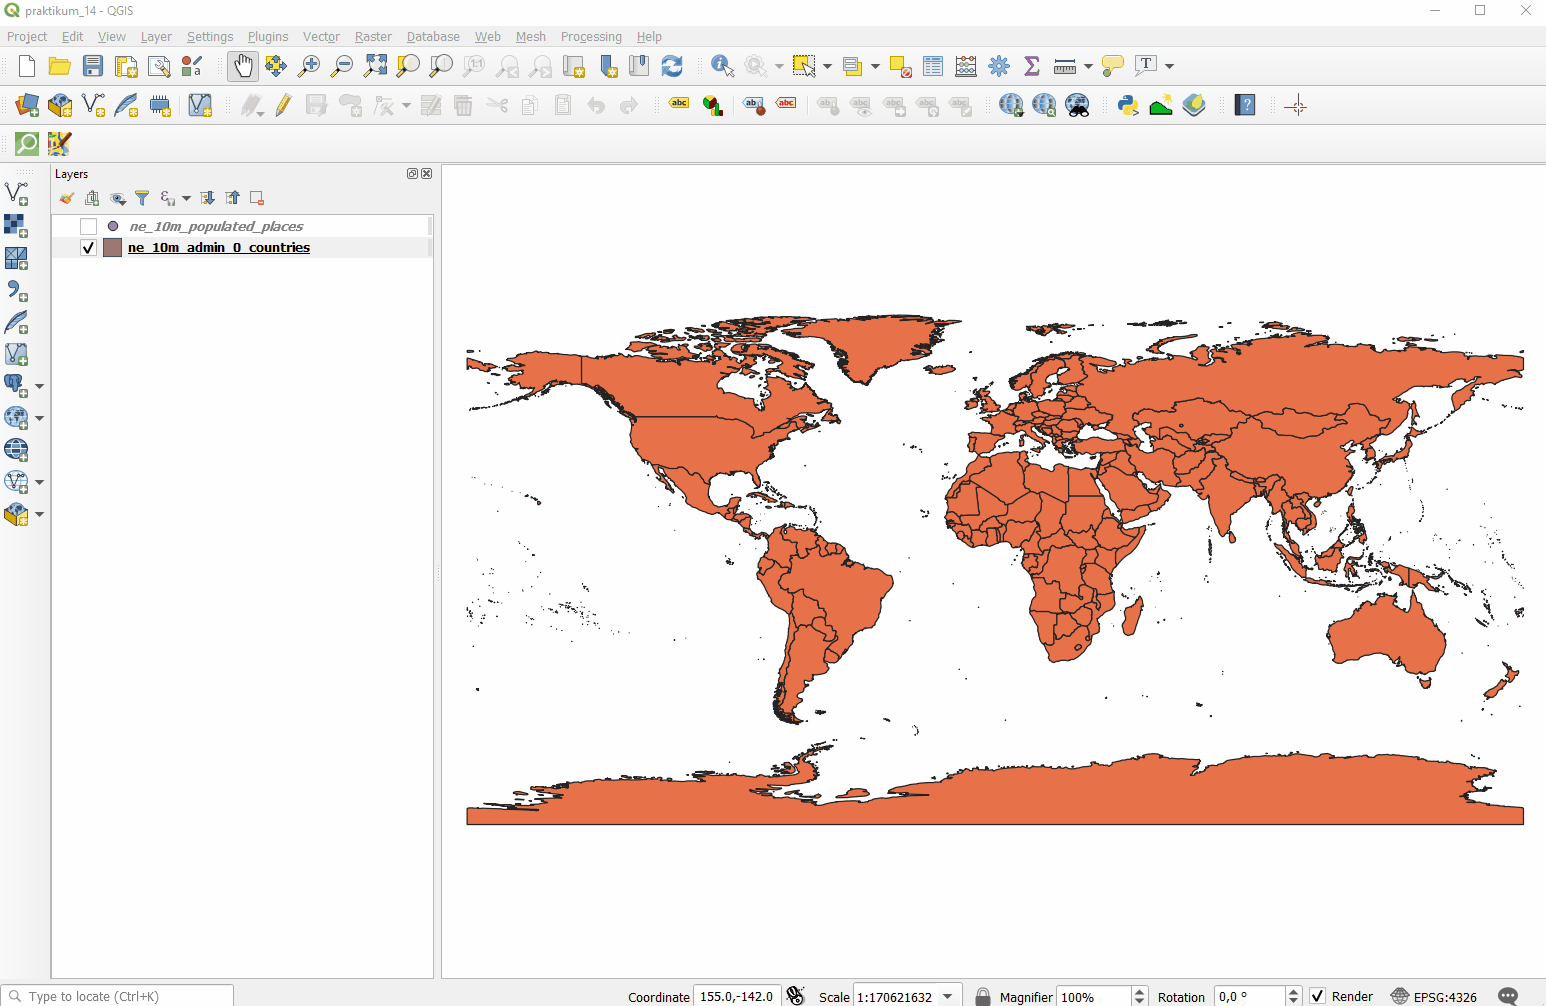 praktikum_14 - QGIS
Project Edit View Layer Settings Plugins Vector Raster Database Web Mesh Processing Help
1:1
a
T
abc abc abc
?
Layers
ne_10m_populated_places
ne_10m_admin_0_countries
Type to locate (Ctrl+K) Coordinate 155.0,-142.0 Scale 1:170621632 Magnifier 100% Rotation 0,0 ° Render EPSG:4326